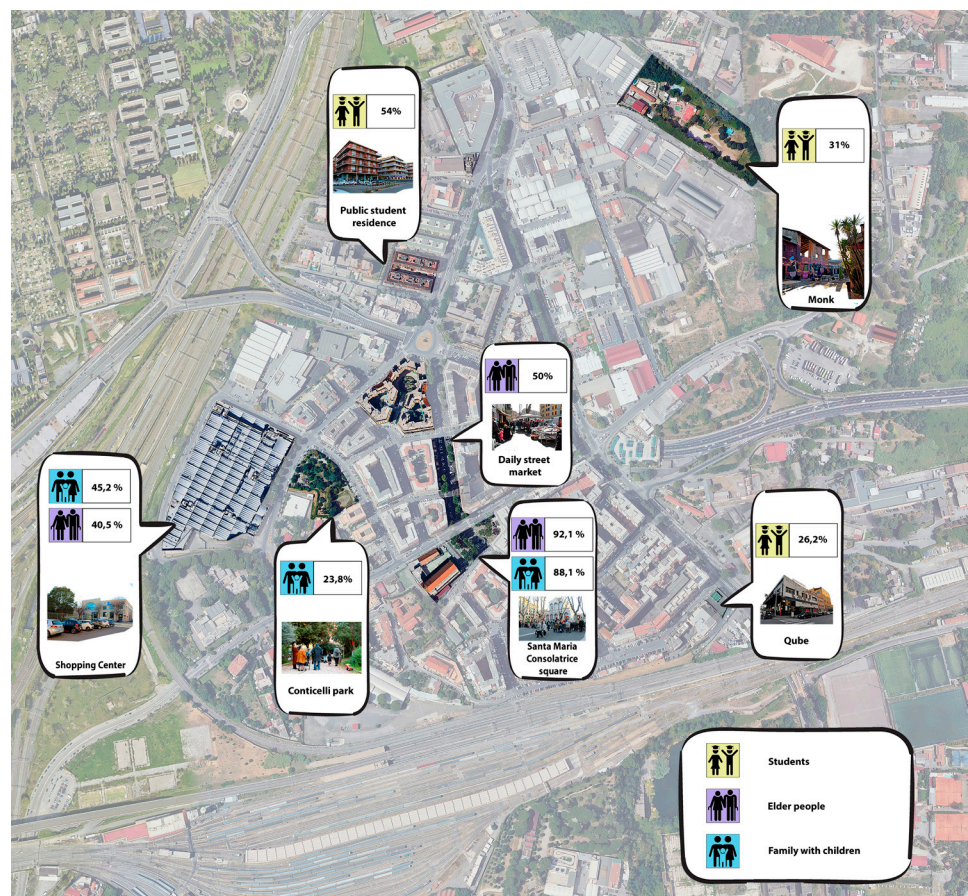 54%
Public student
residence
31%
Monk
50%
Daily street
market
45,2 %
40,5 %
Shopping Center
23,8%
Conticelli park
92,1 %
88,1 %
Santa Maria
Consolatrice
square
26,2%
Qube
Students
Elder people
Family with children